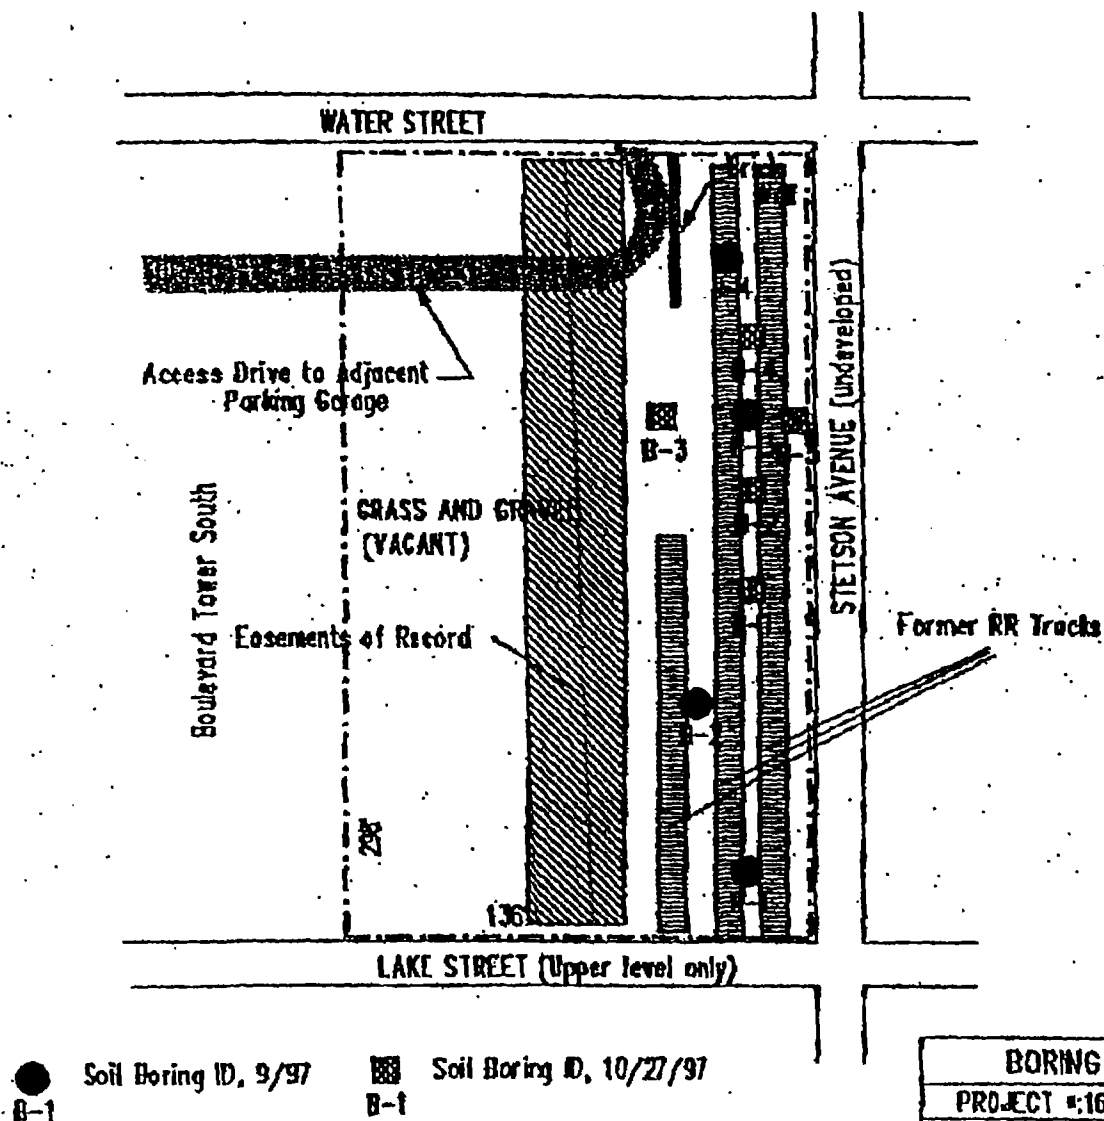 WATER STREET
Access Drive to Adjacent
Parking Garage
B-3
STETSON AVENUE (undeveloped)
Boulevard Tower South
GRASS AND GRAVEL
(VACANT)
Easements of Record
Former RR Tracks
298'
136'
LAKE STREET (Upper level only)
Soil Boring ID, 9/97
B-1
Soil Boring ID, 10/27/97
B-1
BORING
PROJECT #:16